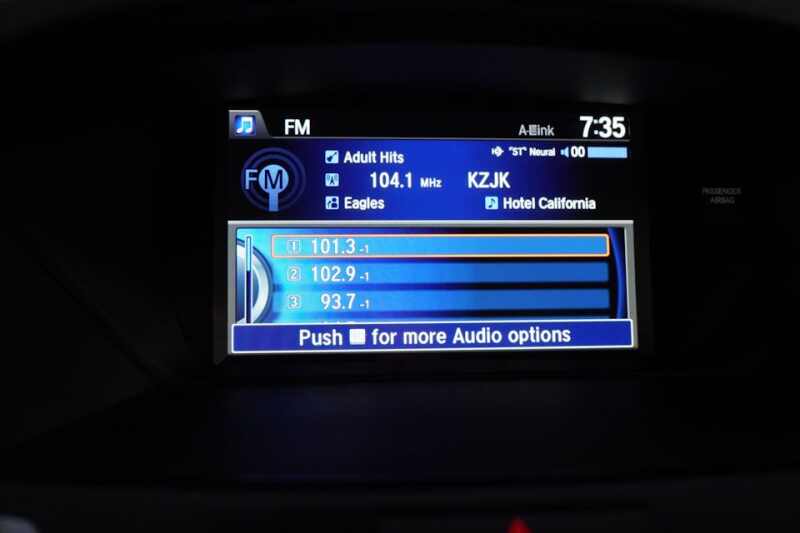 FM A-Link 7:35
"ST" Neural 00
Adult Hits
FM 104.1 MHz KZJK
Eagles Hotel California
1 101.3 -1
2 102.9 -1
3 93.7 -1
Push for more Audio options
PASSENGER
AIRBAG